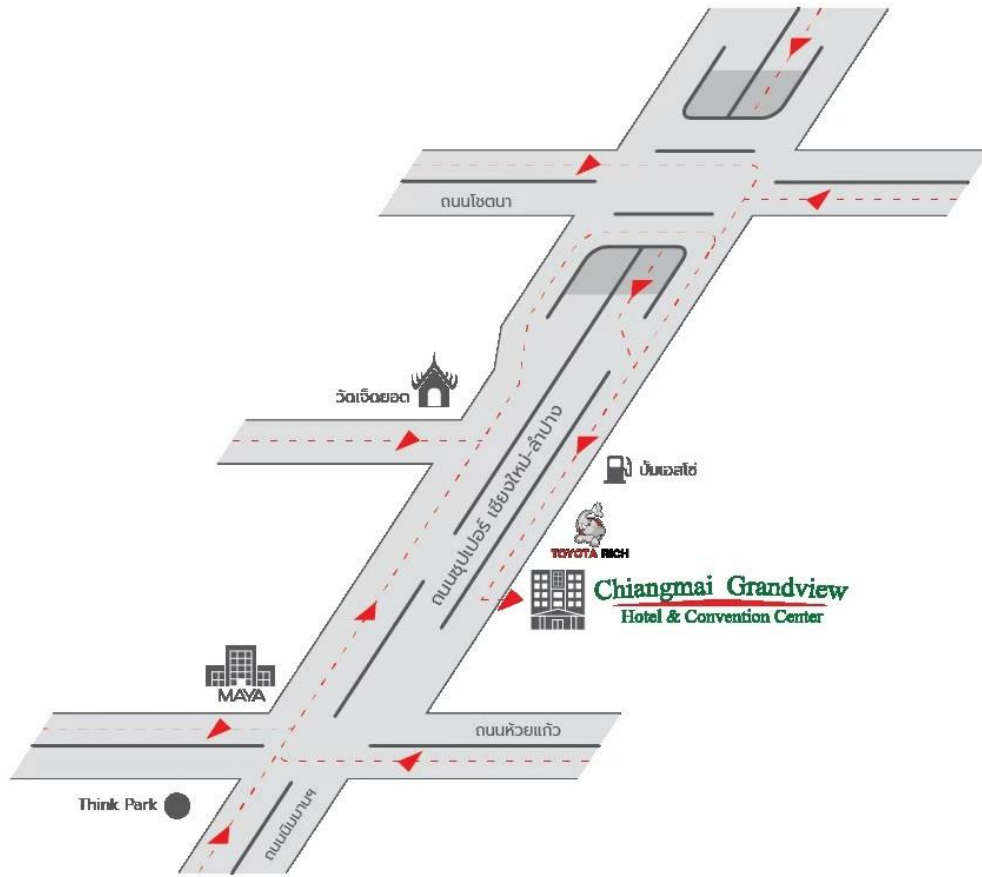 ถนนโชตนา
วัดเจ็ดยอด
ถนนซุปเปอร์ เชียงใหม่-ลำปาง
ปั้มเอสโซ่
TOYOTA RICH
Chiangmai Grandview
Hotel & Convention Center
MAYA
ถนนห้วยแก้ว
Think Park
ถนนนิมมานฯ